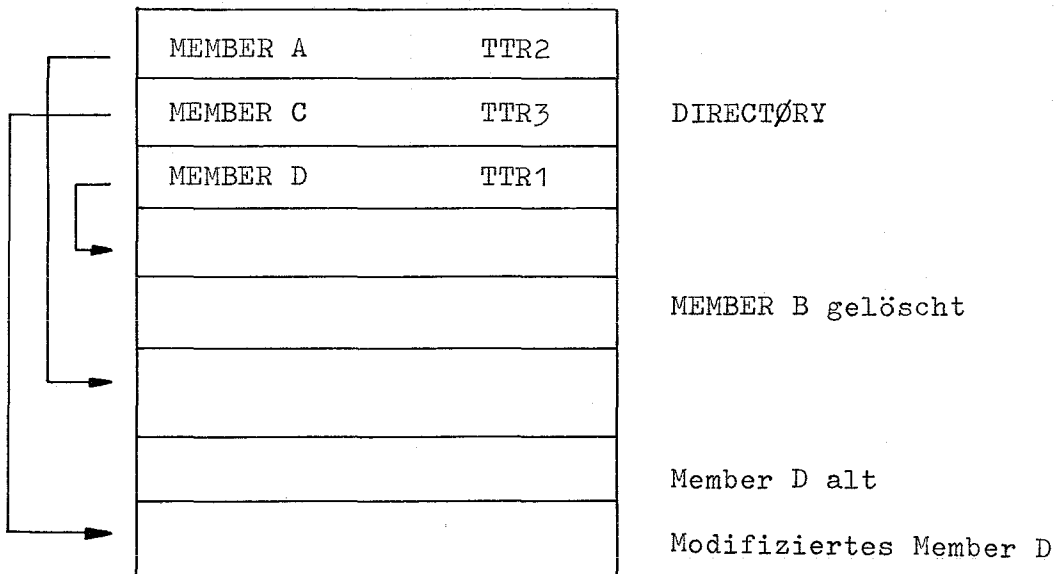 MEMBER A TTR2
MEMBER C TTR3 DIRECTØRY
MEMBER D TTR1
MEMBER B gelöscht
Member D alt
Modifiziertes Member D